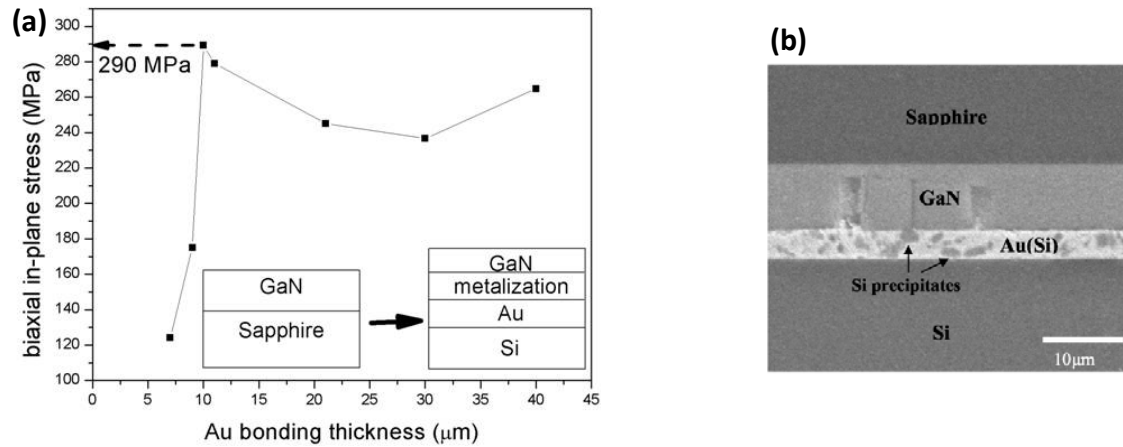 (a)
biaxial in-plane stress (MPa)
310
300
280
260
240
220
200
180
160
140
120
100
290 MPa
GaN
Sapphire
GaN
metalization
Au
Si
0 5 10 15 20 25 30 35 40 45
Au bonding thickness (μm)
(b)
Sapphire
GaN
Au(Si)
Si precipitates
Si
10μm